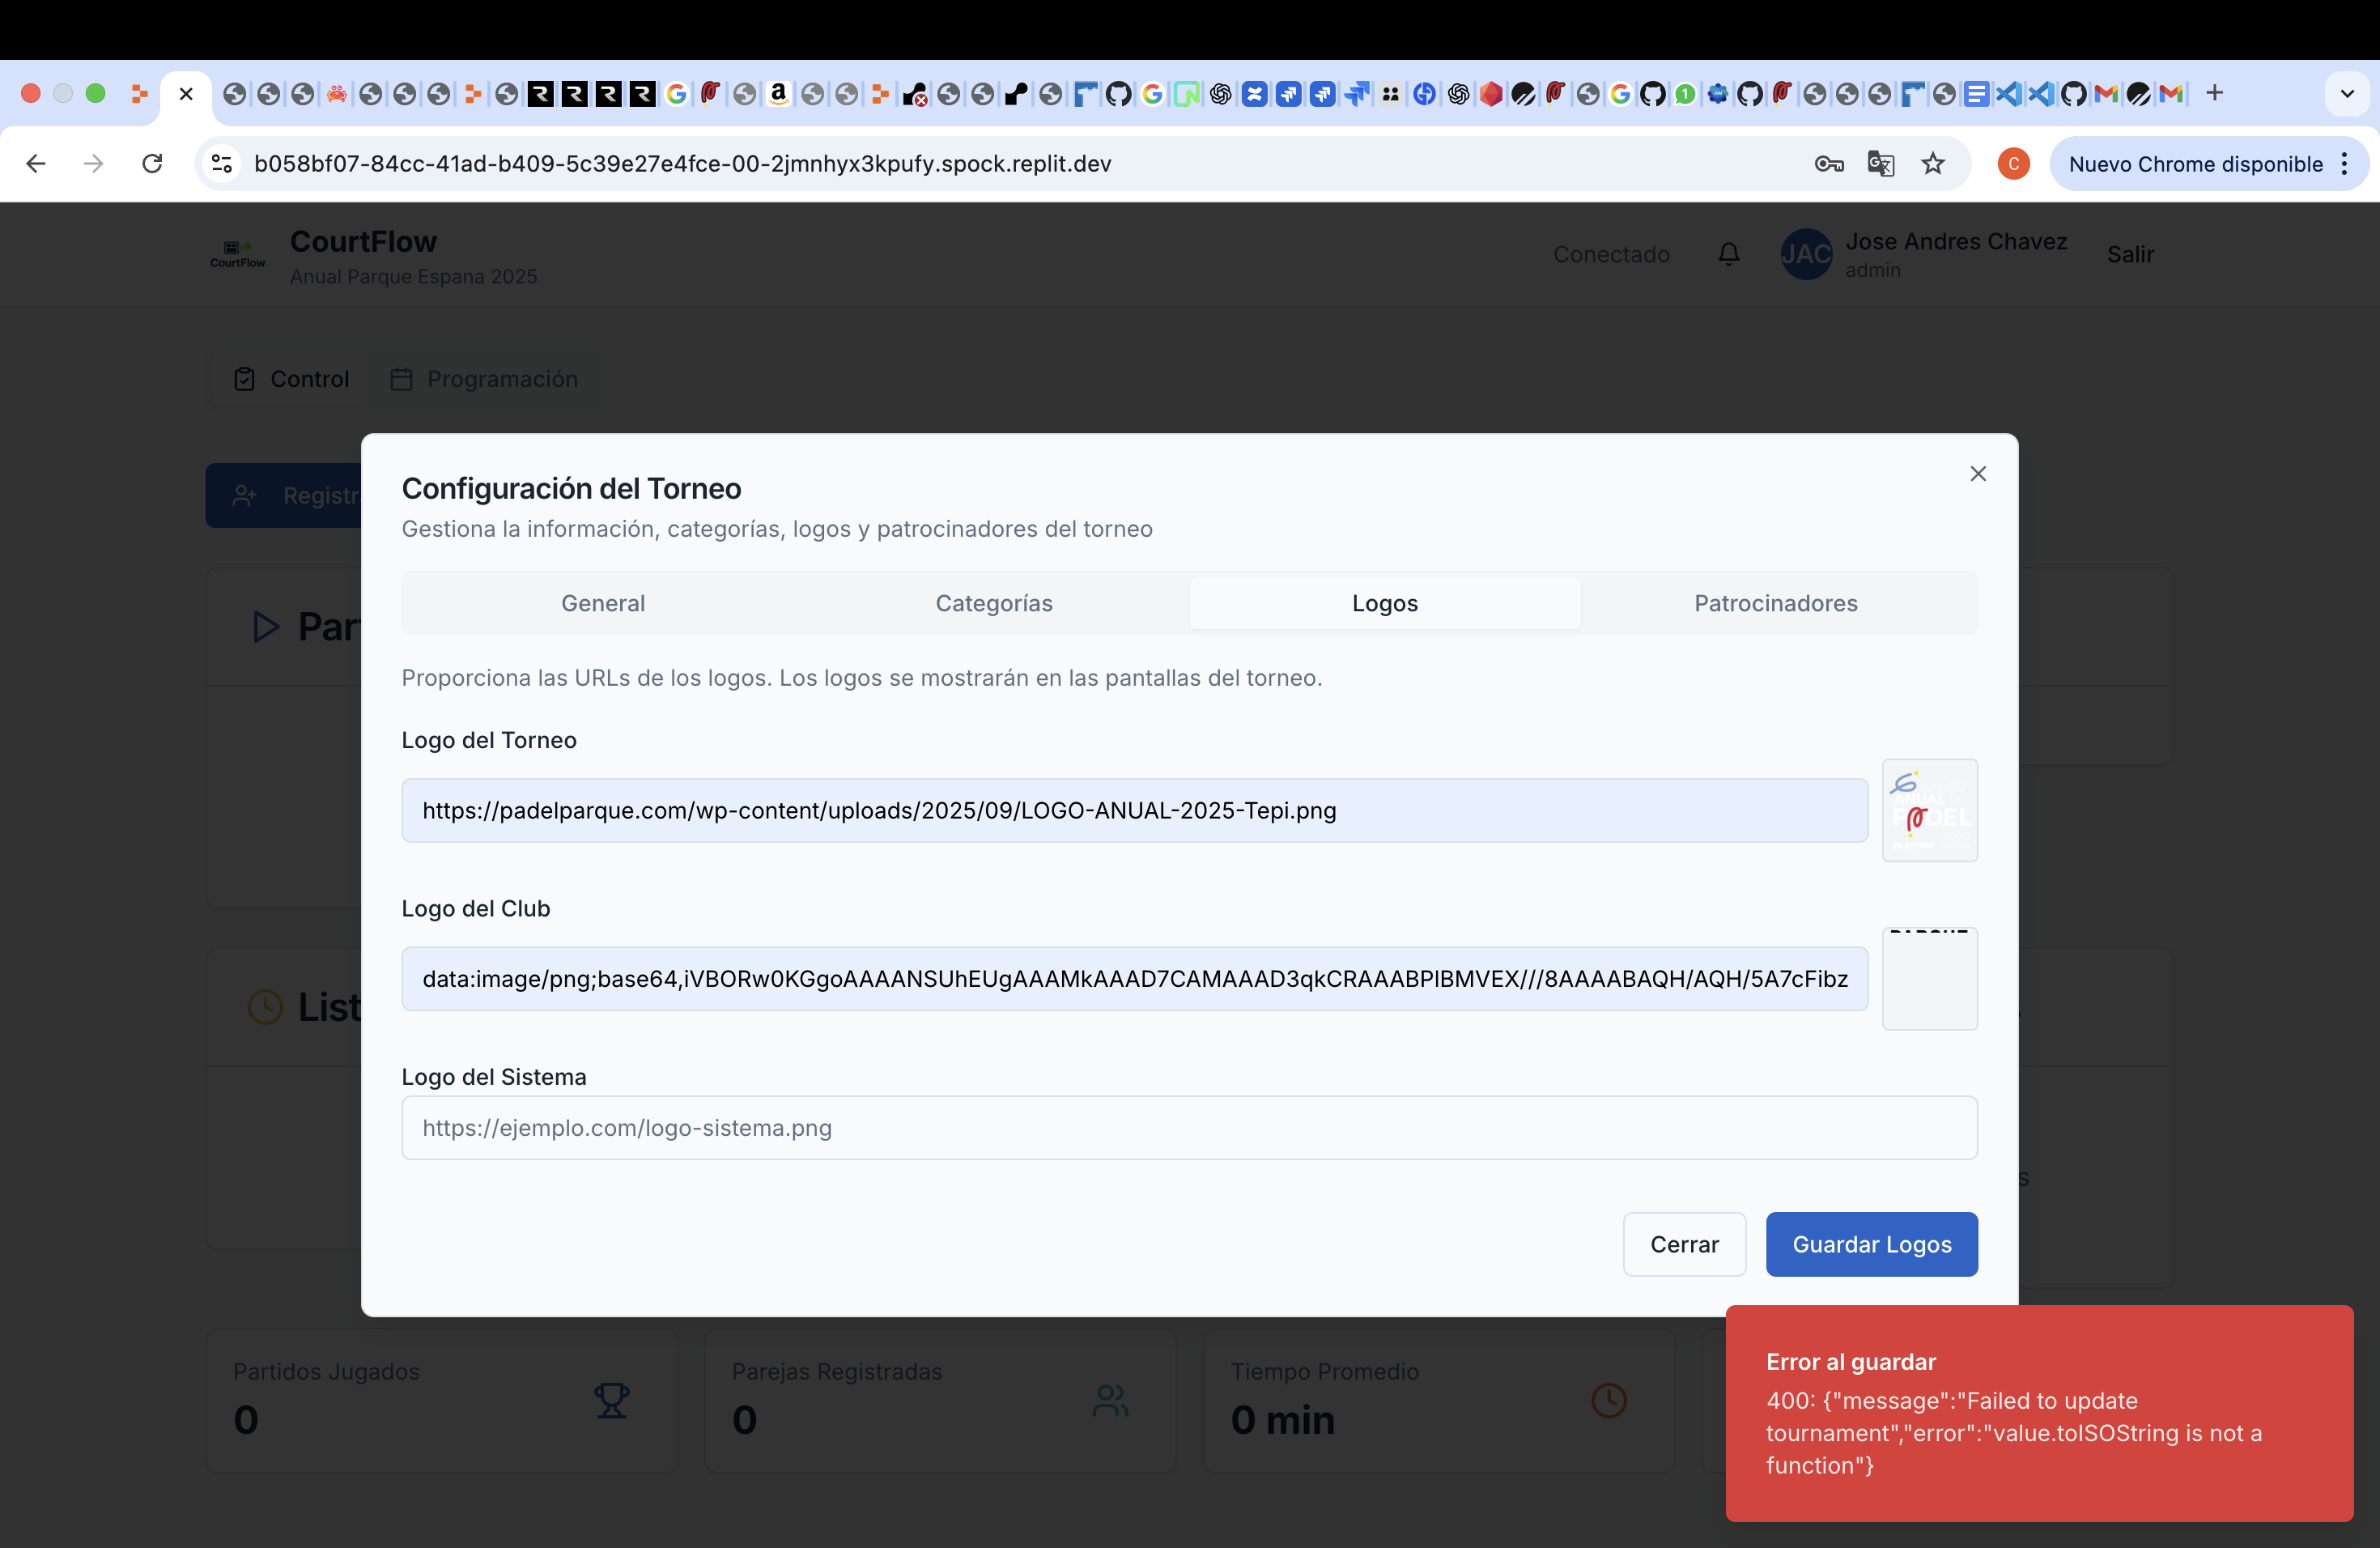 b058bf07-84cc-41ad-b409-5c39e27e4fce-00-2jmnhyx3kpufy.spock.replit.dev
C
Nuevo Chrome disponible
CourtFlow
CourtFlow
Anual Parque Espana 2025
Conectado
JAC
Jose Andres Chavez
admin
Salir
Control
Programación
Registr
Configuración del Torneo
Gestiona la información, categorías, logos y patrocinadores del torneo
General
Categorías
Logos
Patrocinadores
Par
Proporciona las URLs de los logos. Los logos se mostrarán en las pantallas del torneo.
Logo del Torneo
https://padelparque.com/wp-content/uploads/2025/09/LOGO-ANUAL-2025-Tepi.png
ANUAL
Logo del Club
data:image/png;base64,iVBORw0KGgoAAAANSUhEUgAAAMkAAAD7CAMAAAD3qkCRAAABPlBMVEX///8AAAABAQH/AQH/5A7cFibz
List
Logo del Sistema
https://ejemplo.com/logo-sistema.png
Cerrar
Guardar Logos
Partidos Jugados
0
Parejas Registradas
0
Tiempo Promedio
0 min
Error al guardar
400: {"message":"Failed to update
tournament","error":"value.toISOString is not a
function"}